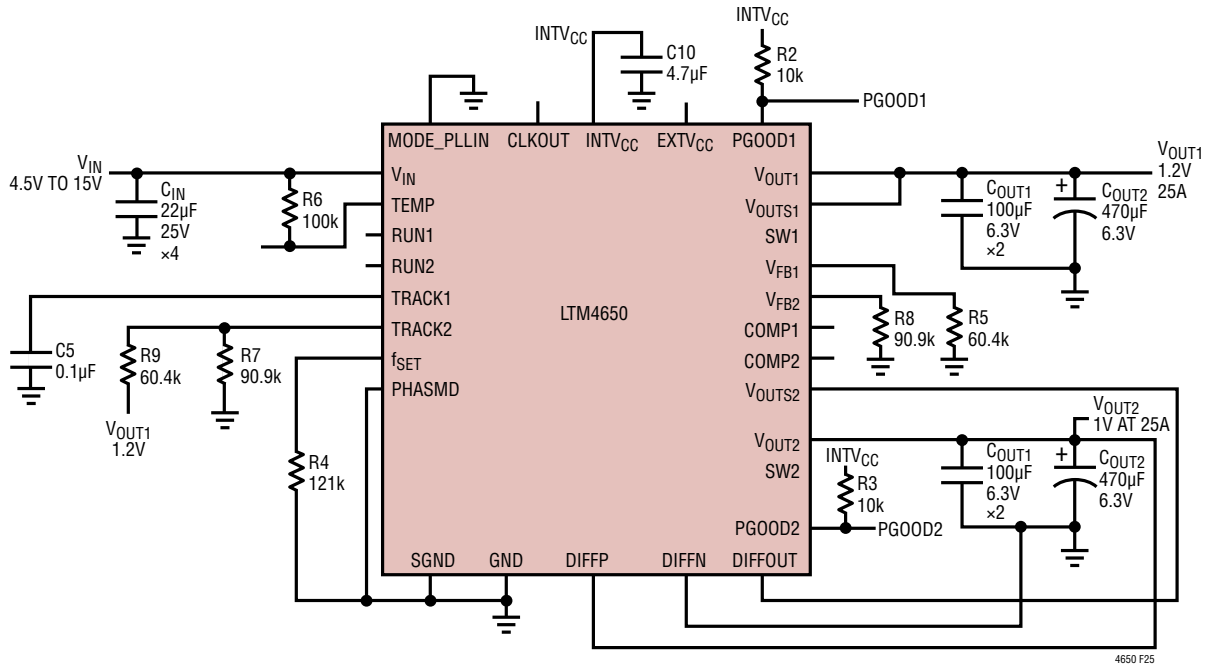 INTVCC
INTVCC
C10
4.7µF
R2
10k
PGOOD1
MODE_PLLIN
CLKOUT
INTVCC
EXTVCC
PGOOD1
VIN
4.5V TO 15V
CIN
22µF
25V
×4
R6
100k
VIN
TEMP
RUN1
RUN2
TRACK1
TRACK2
fSET
PHASMD
LTM4650
VOUT1
VOUTS1
SW1
VFB1
VFB2
COMP1
COMP2
VOUTS2
VOUT2
SW2
PGOOD2
VOUT1
1.2V
25A
COUT1
100µF
6.3V
×2
COUT2
470µF
6.3V
R8
90.9k
R5
60.4k
C5
0.1µF
R9
60.4k
R7
90.9k
VOUT1
1.2V
R4
121k
VOUT2
1V AT 25A
INTVCC
R3
10k
PGOOD2
COUT1
100µF
6.3V
×2
COUT2
470µF
6.3V
SGND
GND
DIFFP
DIFFN
DIFFOUT
+
+
4650 F25